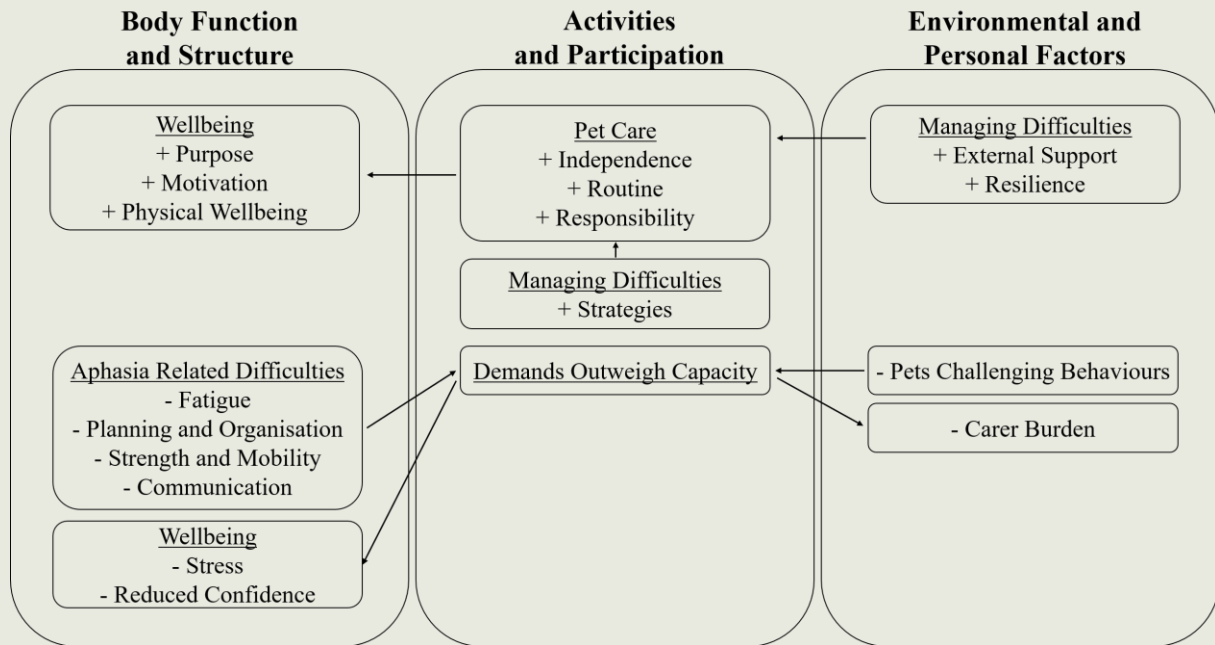 Body Function
and Structure
Wellbeing
+ Purpose
+ Motivation
+ Physical Wellbeing
Aphasia Related Difficulties
- Fatigue
- Planning and Organisation
- Strength and Mobility
- Communication
Wellbeing
- Stress
- Reduced Confidence
Activities
and Participation
Pet Care
+ Independence
+ Routine
+ Responsibility
Managing Difficulties
+ Strategies
Demands Outweigh Capacity
Environmental and
Personal Factors
Managing Difficulties
+ External Support
+ Resilience
- Pets Challenging Behaviours
- Carer Burden